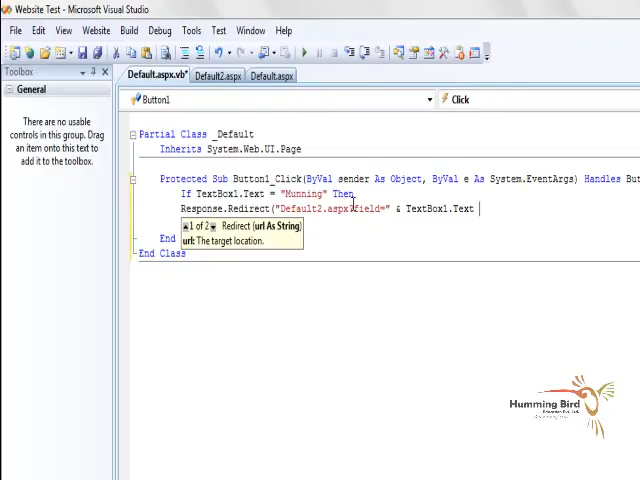 Website Test - Microsoft Visual Studio
File Edit View Website Build Debug Tools Test Window Help
Toolbox
General
There are no usable
controls in this group. Drag
an item onto this text to
add it to the toolbox.
Default.aspx.vb* Default2.aspx Default.aspx
Button1 Click
Partial Class _Default
Inherits System.Web.UI.Page
Protected Sub Button1_Click(ByVal sender As Object, ByVal e As System.EventArgs) Handles But
If TextBox1.Text = "Munning" Then
Response.Redirect("Default2.aspx?field=" & TextBox1.Text
1 of 2 Redirect (url As String)
url: The target location.
End
End Class
Humming Bird
Education Pvt. Ltd.